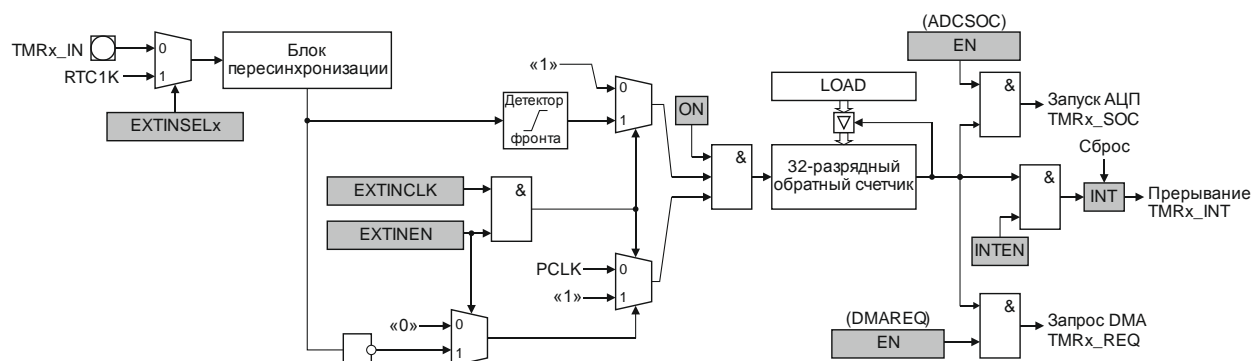 (ADCSOC)
EN
TMRx_IN
0
RTC1K
1
Блок
пересинхронизации
EXTINSELx
«1»
0
1
Детектор
фронта
ON
&
LOAD
32-разрядный
обратный счетчик
&
Запуск АЦП
TMRx_SOC
Сброс
&
INT
Прерывание
TMRx_INT
INTEN
EXTINCLK
EXTINEN
&
PCLK
0
«1»
1
«0»
0
1
(DMAREQ)
EN
&
Запрос DMA
TMRx_REQ